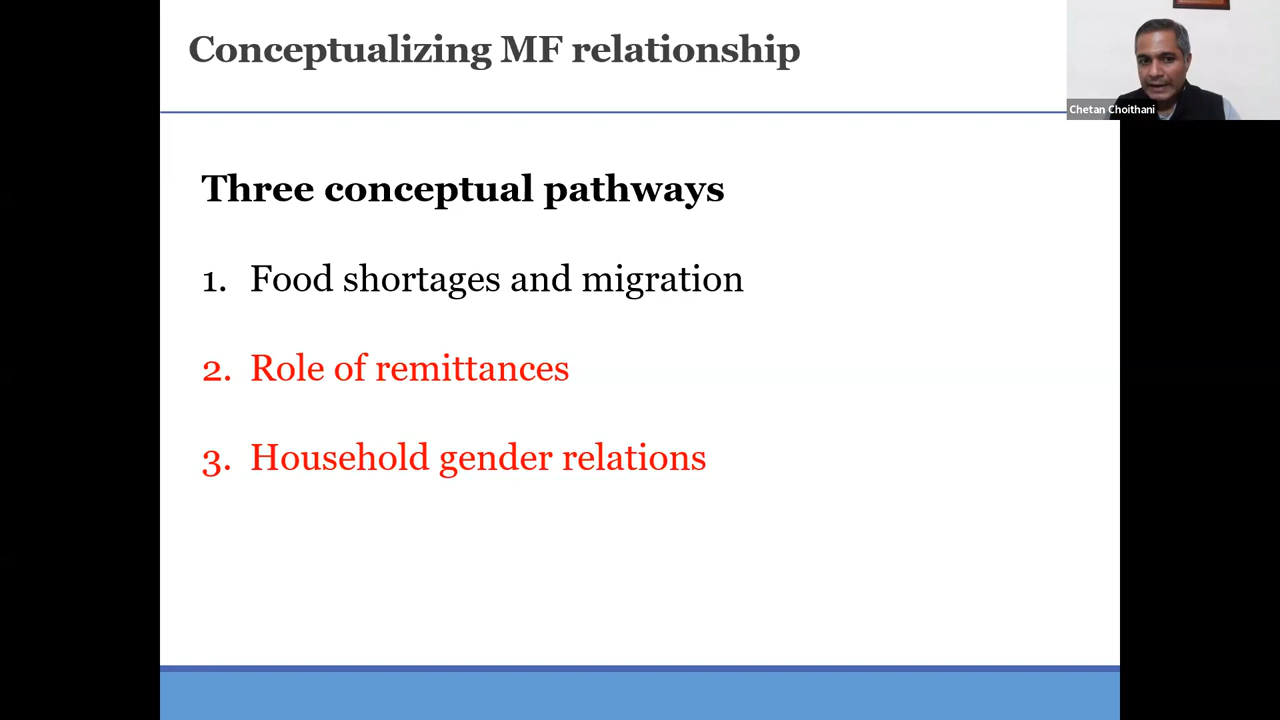 Conceptualizing MF relationship
Chetan Choithani
Three conceptual pathways
1. Food shortages and migration
2. Role of remittances
3. Household gender relations